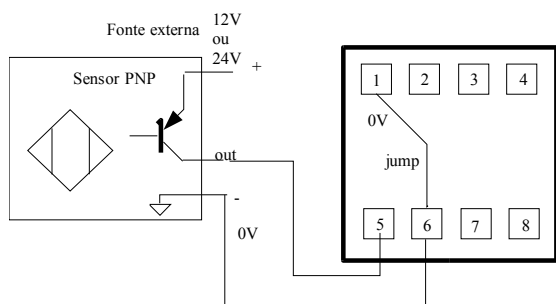 Fonte externa
12V
ou
24V
+
Sensor PNP
out
-
0V
1 2 3 4
0V
jump
5 6 7 8